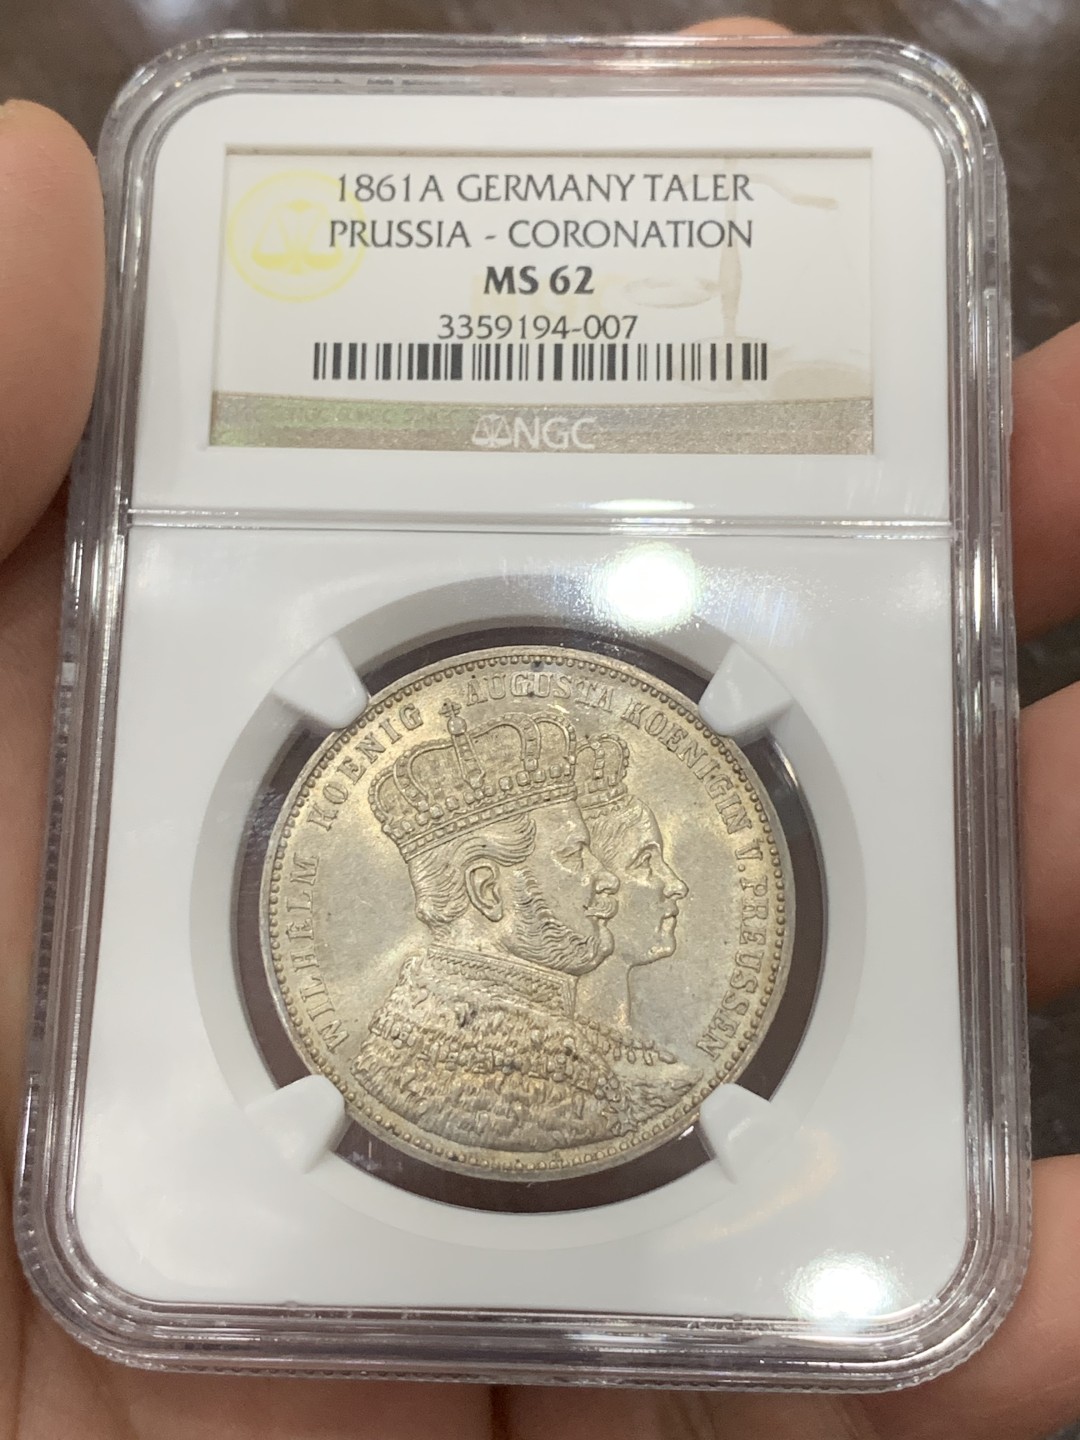 1861A GERMANY TALER
PRUSSIA - CORONATION
MS 62
3359194-007
NGC
WILHELM KOENIG AUGUSTA KOENIGIN V. PREUSSEN